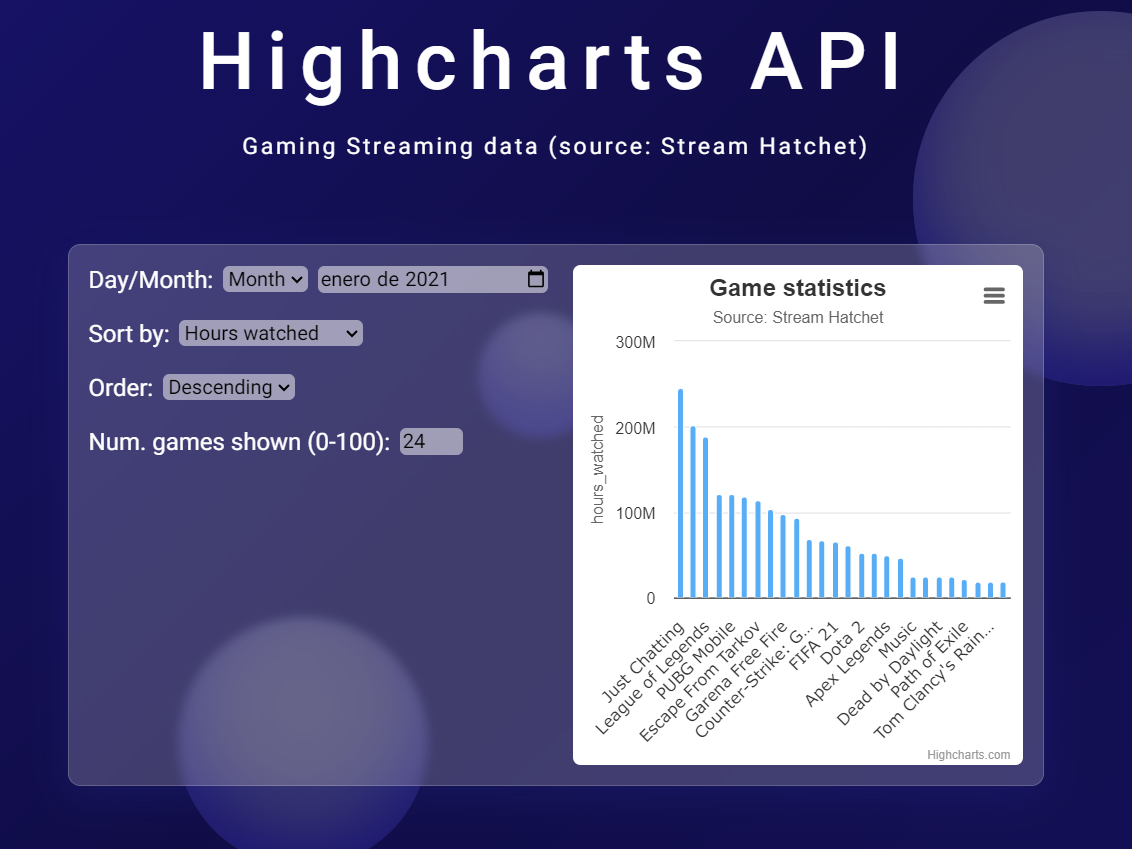 Highcharts API
Gaming Streaming data (source: Stream Hatchet)
Day/Month: Month enero de 2021
Sort by: Hours watched
Order: Descending
Num. games shown (0-100): 24
Game statistics
Source: Stream Hatchet
hours_watched
300M
200M
100M
0
Just Chatting
League of Legends
PUBG Mobile
Escape From Tarkov
Garena Free Fire
Counter-Strike: G…
FIFA 21
Dota 2
Apex Legends
Music
Dead by Daylight
Path of Exile
Tom Clancy's Rain…
Highcharts.com